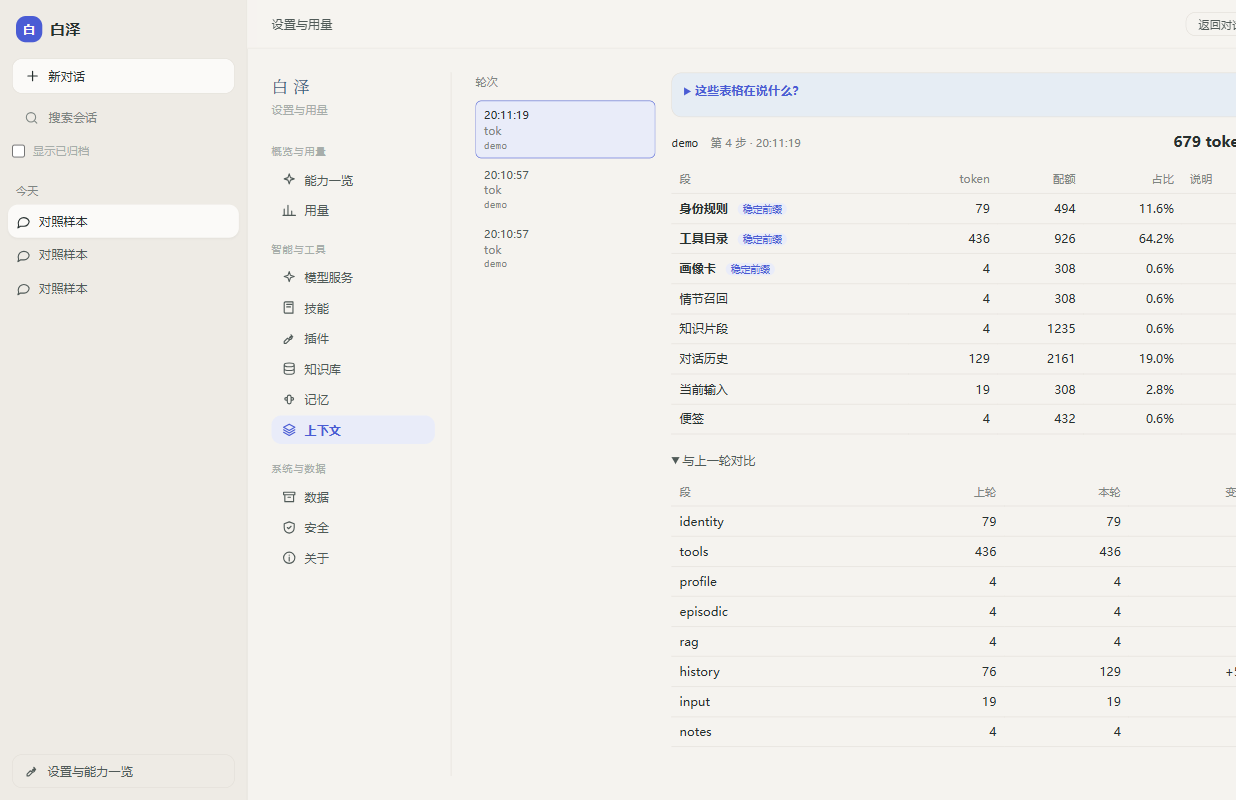 白 白泽
新对话
搜索会话
显示已归档
今天
对照样本
对照样本
对照样本
设置与能力一览
设置与用量
返回对
白泽
设置与用量
概览与用量
能力一览
用量
智能与工具
模型服务
技能
插件
知识库
记忆
上下文
系统与数据
数据
安全
关于
轮次
20:11:19
tok
demo
20:10:57
tok
demo
20:10:57
tok
demo
这些表格在说什么?
demo 第 4 步 · 20:11:19 679 toke
段 token 配额 占比 说明
身份规则 稳定前缀 79 494 11.6%
工具目录 稳定前缀 436 926 64.2%
画像卡 稳定前缀 4 308 0.6%
情节召回 4 308 0.6%
知识片段 4 1235 0.6%
对话历史 129 2161 19.0%
当前输入 19 308 2.8%
便签 4 432 0.6%
与上一轮对比
段 上轮 本轮 变
identity 79 79
tools 436 436
profile 4 4
episodic 4 4
rag 4 4
history 76 129 +5
input 19 19
notes 4 4